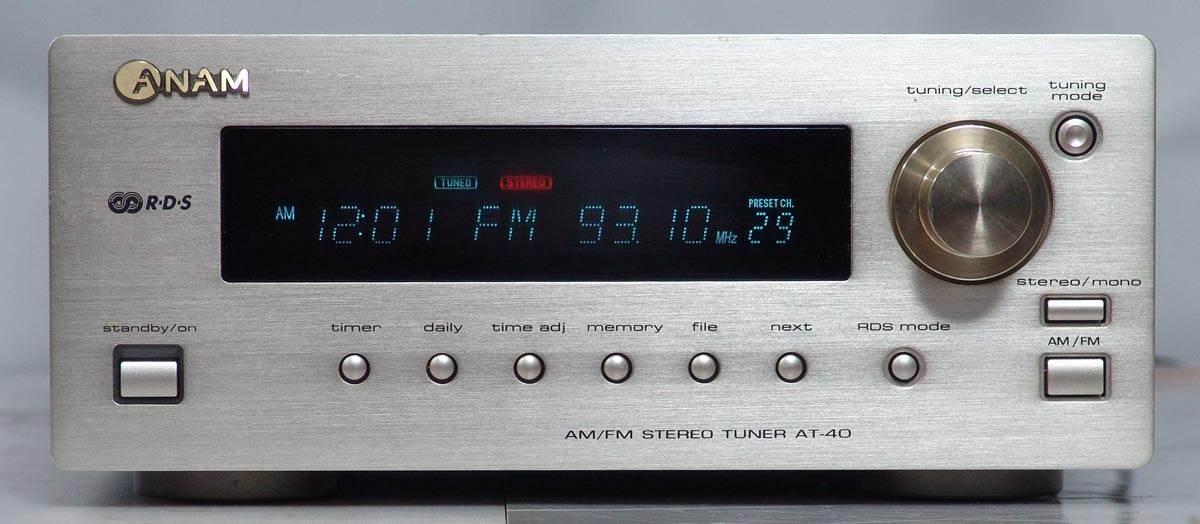 ANAM
tuning/select
tuning
mode
R·D·S
TUNED STEREO
AM 12:01 FM 93.10 MHz PRESET CH. 29
stereo/mono
standby/on timer daily time adj memory file next RDS mode
AM/FM
AM/FM STEREO TUNER AT-40